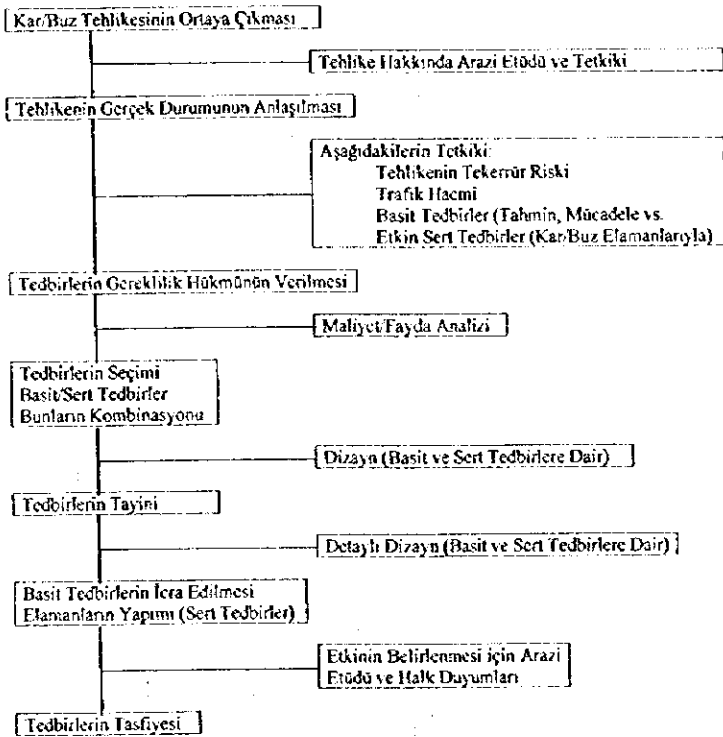 Kar/Buz Tehlikesinin Ortaya Çıkması
Tehlike Hakkında Arazi Etüdü ve Tetkiki
Tehlikenin Gerçek Durumunun Anlaşılması
Aşağıdakilerin Tetkiki:
Tehlikenin Tekerrür Riski
Trafik Hacmi
Basit Tedbirler (Tahmin, Mücadele vs.
Etkin Sert Tedbirler (Kar/Buz Elamanlarıyla)
Tedbirlerin Gereklilik Hükmünün Verilmesi
Maliyet/Fayda Analizi
Tedbirlerin Seçimi
Basit/Sert Tedbirler
Bunların Kombinasyonu
Dizayn (Basit ve Sert Tedbirlere Dair)
Tedbirlerin Tayini
Detaylı Dizayn (Basit ve Sert Tedbirlere Dair)
Basit Tedbirlerin İcra Edilmesi
Elamanların Yapımı (Sert Tedbirler)
Etkinin Belirlenmesi için Arazi
Etüdü ve Halk Duyumları
Tedbirlerin Tasfiyesi